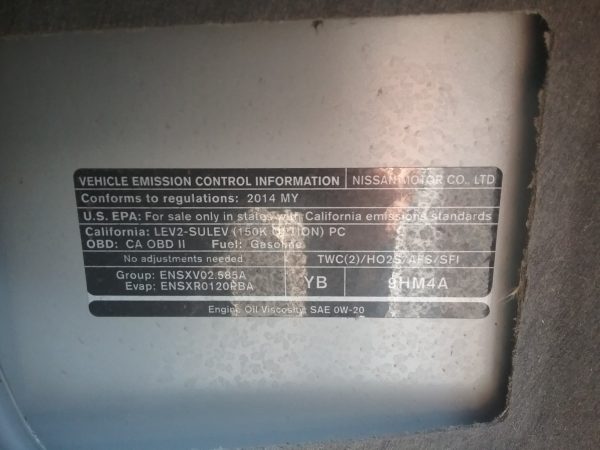 VEHICLE EMISSION CONTROL INFORMATION NISSAN MOTOR CO., LTD
Conforms to regulations: 2014 MY
U.S. EPA: For sale only in states with California emissions standards
California: LEV2-SULEV (150K OPTION) PC
OBD: CA OBD II Fuel: Gasoline
No adjustments needed TWC(2)/HO2S/AFS/SFI
Group: ENSXV02.585A
Evap: ENSXR0120RBA
YB 9HM4A
Engine Oil Viscosity: SAE 0W-20